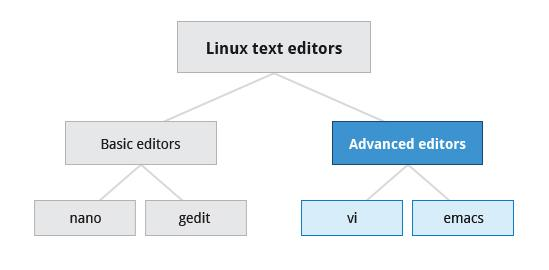 Linux text editors
Basic editors
Advanced editors
nano
gedit
vi
emacs